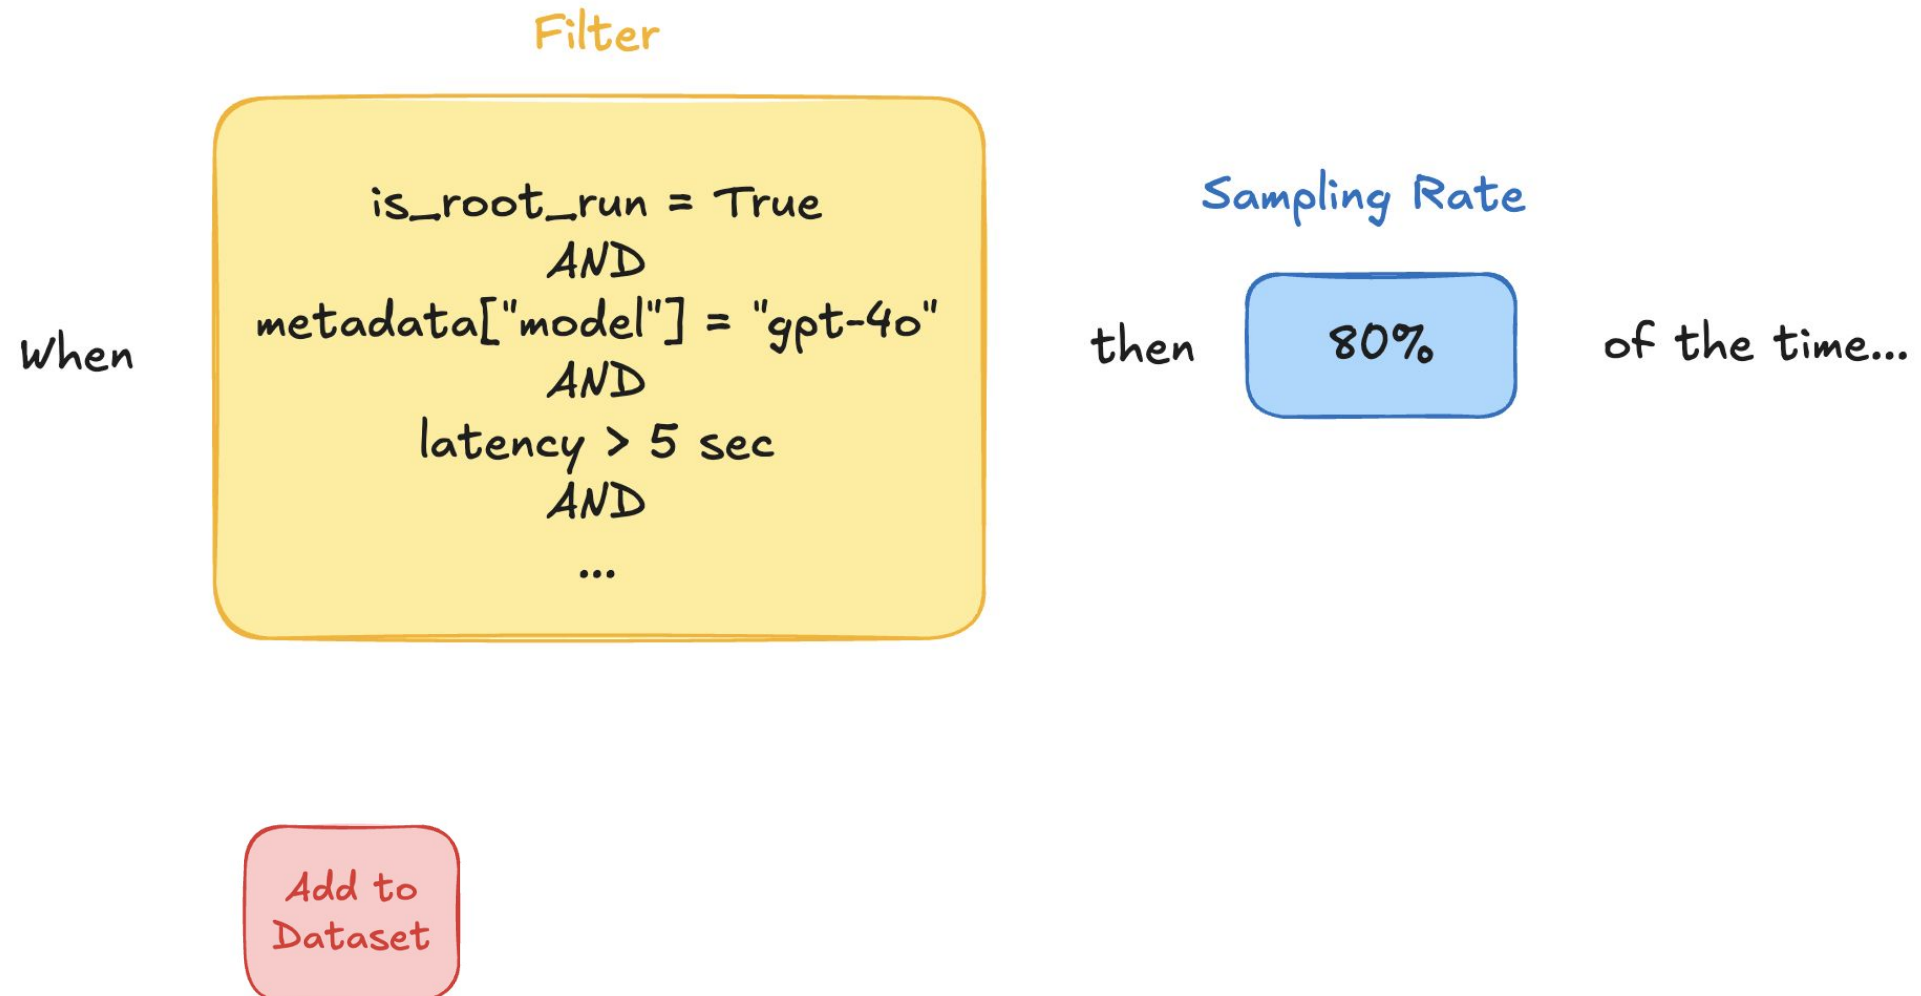 Filter
is_root_run = True
AND
metadata["model"] = "gpt-4o"
AND
latency > 5 sec
AND
...
When
then
Sampling Rate
80%
of the time...
Add to
Dataset